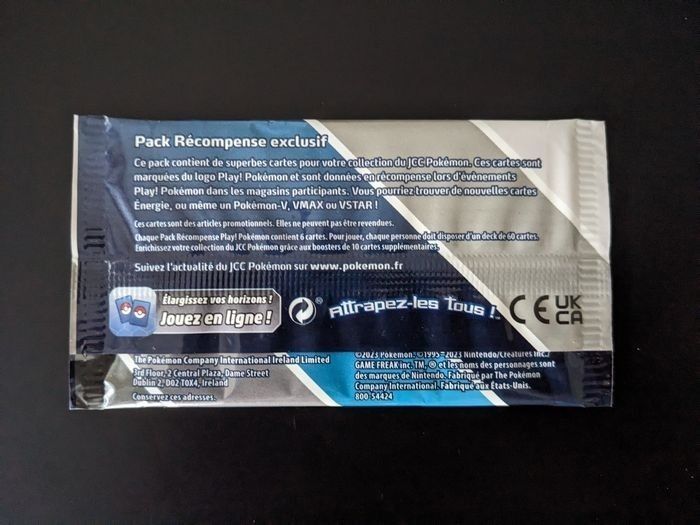 Pack Récompense exclusif
Ce pack contient de superbes cartes pour votre collection du JCC Pokémon. Ces cartes sont
marquées du logo Play! Pokémon et sont données en récompense lors d'évènements
Play! Pokémon dans les magasins participants. Vous pourriez trouver de nouvelles cartes
Énergie, ou même un Pokémon-V, VMAX ou VSTAR !
Ces cartes sont des articles promotionnels. Elles ne peuvent pas être revendues.
Chaque Pack Récompense Play! Pokémon contient 6 cartes. Pour jouer, chaque personne doit disposer d'un deck de 60 cartes.
Enrichissez votre collection du JCC Pokémon grâce aux boosters de 10 cartes supplémentaires.
Suivez l'actualité du JCC Pokémon sur www.pokemon.fr
Élargissez vos horizons !
Jouez en ligne !
Attrapez-les Tous !™
CE
UK
CA
The Pokémon Company International Ireland Limited
3rd Floor, 2 Central Plaza, Dame Street
Dublin 2, D02 T0X4, Ireland
Conservez ces adresses.
©2023 Pokémon. ©1995–2023 Nintendo/Creatures Inc./
GAME FREAK inc. TM, ® et les noms des personnages sont
des marques de Nintendo. Fabriqué par The Pokémon
Company International. Fabriqué aux États-Unis.
800-54424